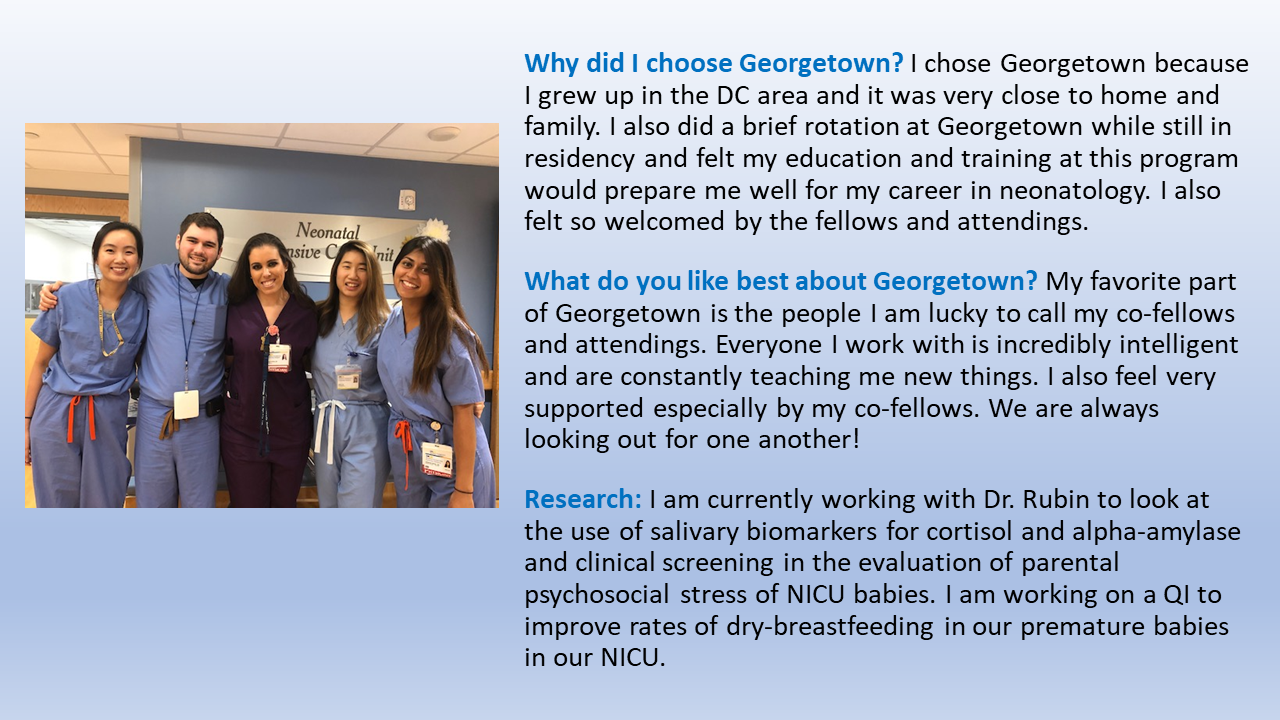 Neonatal
Unit
Why did I choose Georgetown? I chose Georgetown because
I grew up in the DC area and it was very close to home and
family. I also did a brief rotation at Georgetown while still in
residency and felt my education and training at this program
would prepare me well for my career in neonatology. I also
felt so welcomed by the fellows and attendings.
What do you like best about Georgetown? My favorite part
of Georgetown is the people I am lucky to call my co-fellows
and attendings. Everyone I work with is incredibly intelligent
and are constantly teaching me new things. I also feel very
supported especially by my co-fellows. We are always
looking out for one another!
Research: I am currently working with Dr. Rubin to look at
the use of salivary biomarkers for cortisol and alpha-amylase
and clinical screening in the evaluation of parental
psychosocial stress of NICU babies. I am working on a QI to
improve rates of dry-breastfeeding in our premature babies
in our NICU.